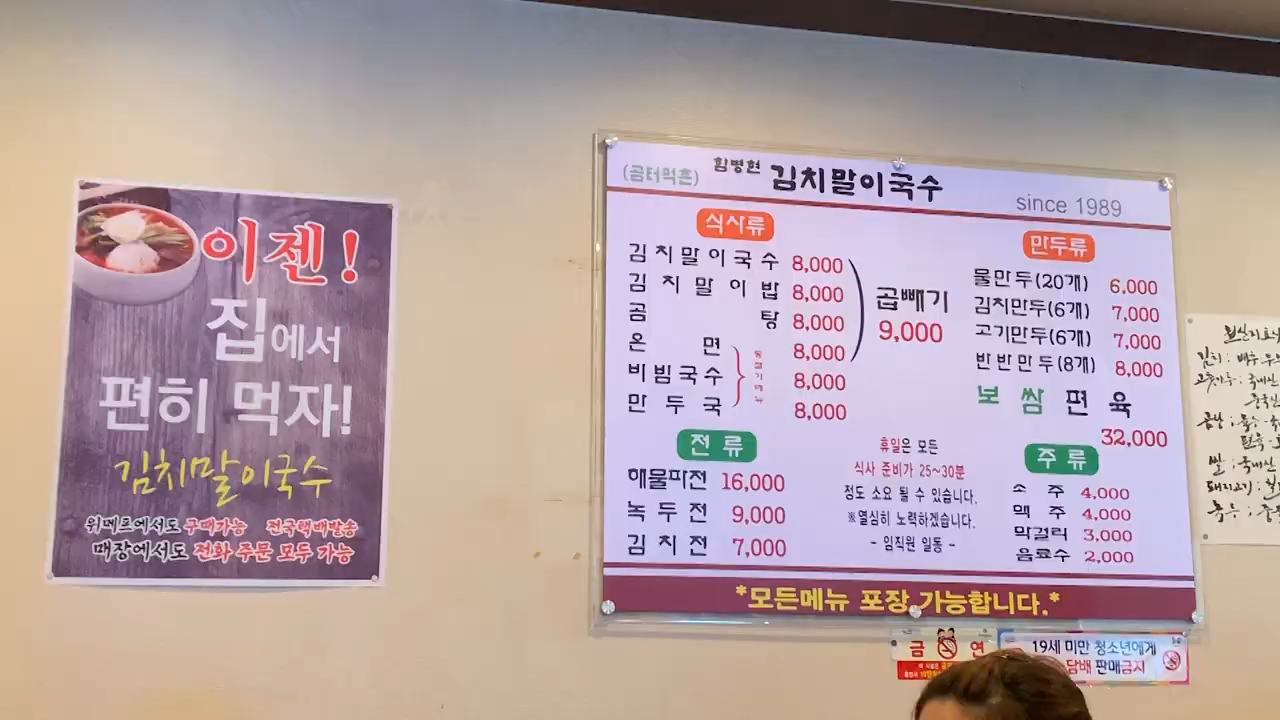 이젠!
집에서
편히 먹자!
김치말이국수
위메프에서도 구매가능 전국택배발송
매장에서도 전화 주문 모두 가능
(곰터먹촌) 함병현 김치말이국수 since 1989
식사류
김치말이국수 8,000
김치말이밥 8,000
곰탕 8,000
온면 8,000
비빔국수 8,000
만두국 8,000
곱빼기
9,000
만두류
물만두(20개) 6,000
김치만두(6개) 7,000
고기만두(6개) 7,000
반반만두(8개) 8,000
보쌈편육
32,000
전류
해물파전 16,000
녹두전 9,000
김치전 7,000
휴일은 모든
식사 준비가 25~30분
정도 소요 될 수 있습니다.
※열심히 노력하겠습니다.
- 임직원 일동 -
주류
소주 4,000
맥주 4,000
막걸리 3,000
음료수 2,000
*모든메뉴 포장 가능합니다.*
금연
19세 미만 청소년에게
담배 판매금지
김치: 배추
쌀: 국내산